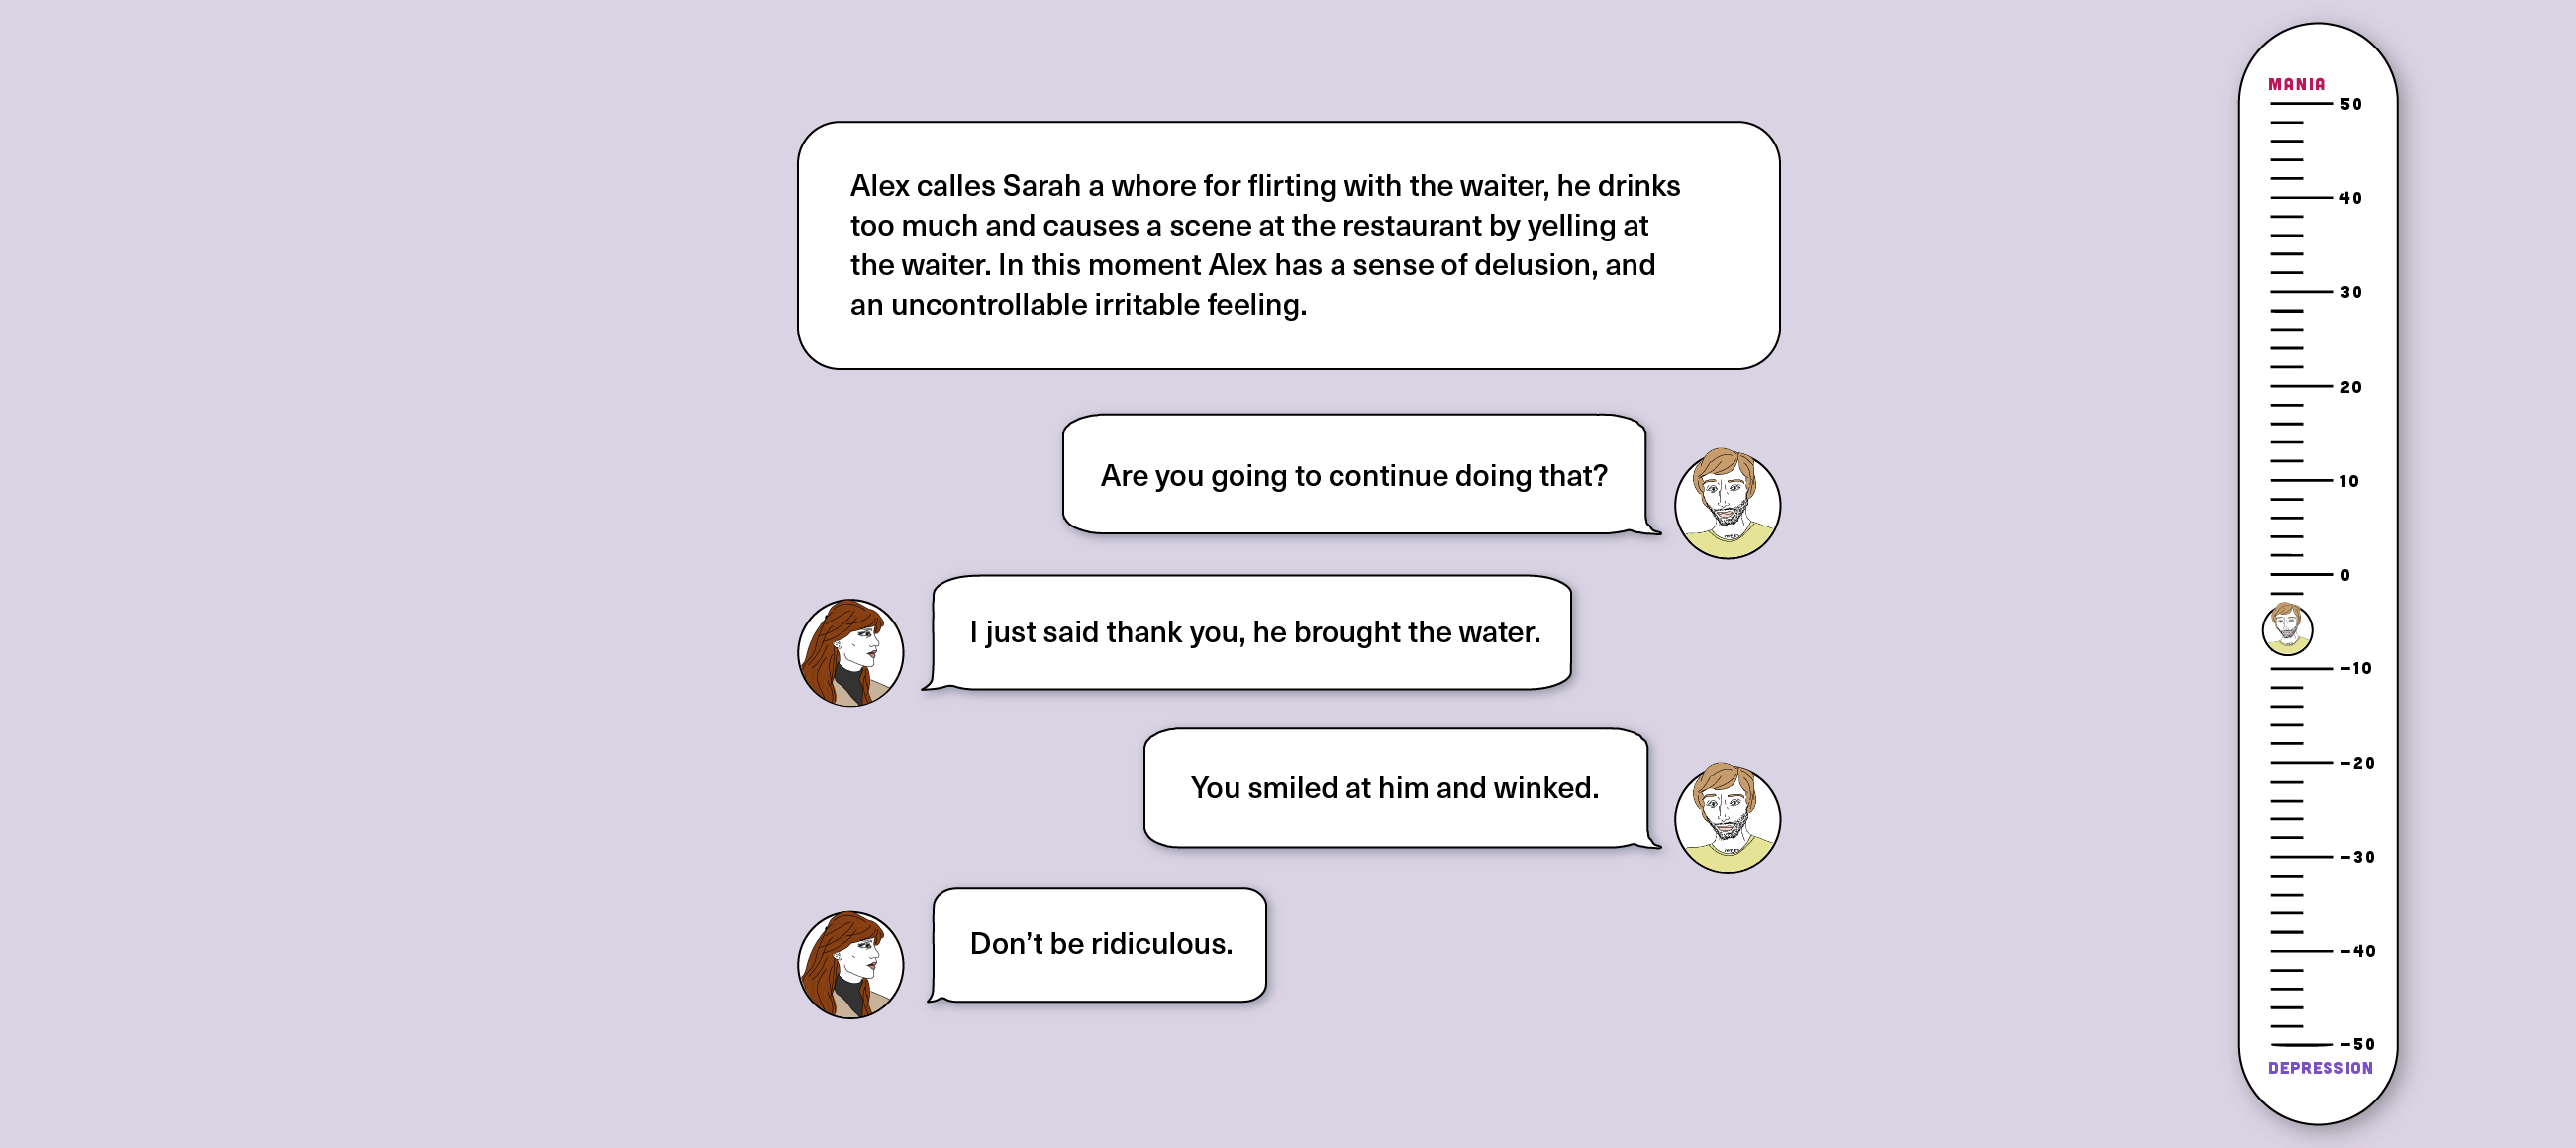 Alex calles Sarah a whore for flirting with the waiter, he drinks
too much and causes a scene at the restaurant by yelling at
the waiter. In this moment Alex has a sense of delusion, and
an uncontrollable irritable feeling.
Are you going to continue doing that?
I just said thank you, he brought the water.
You smiled at him and winked.
Don’t be ridiculous.
MANIA
50
40
30
20
10
0
-10
-20
-30
-40
-50
DEPRESSION